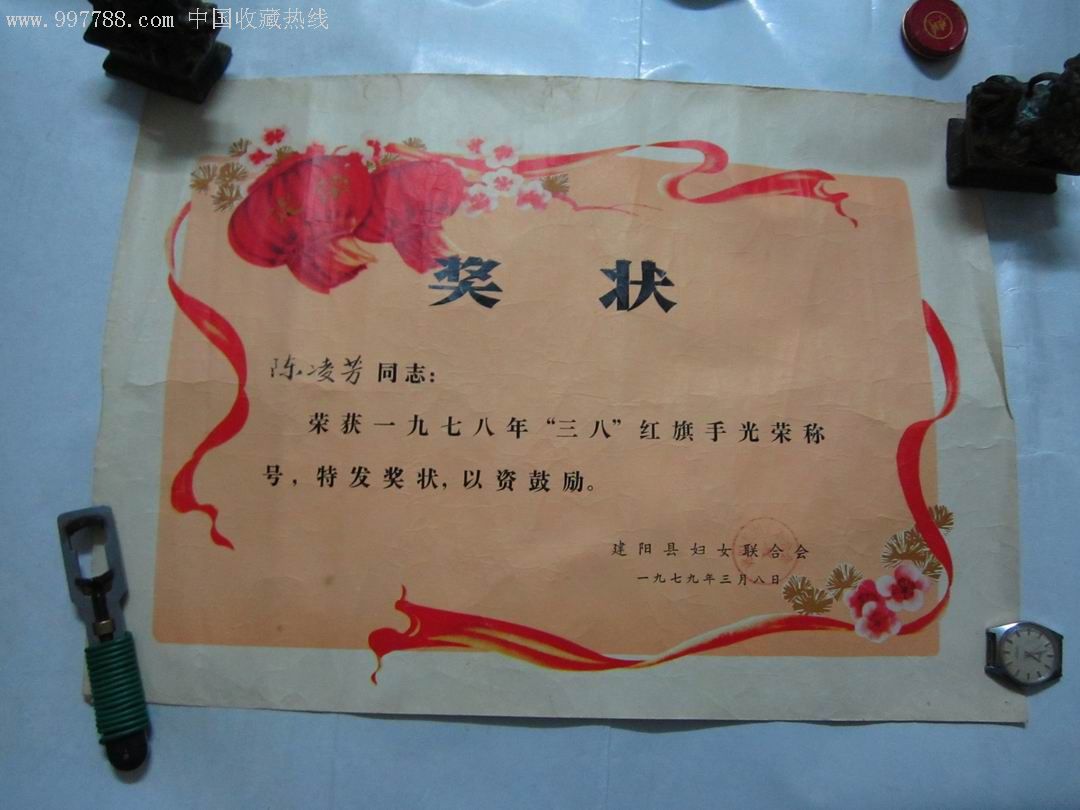 www.997788.com 中国收藏热线
奖 状
陈凌芳 同志:
荣获一九七八年“三八”红旗手光荣称
号,特发奖状,以资鼓励。
建阳县妇女联合会
一九七九年三月八日